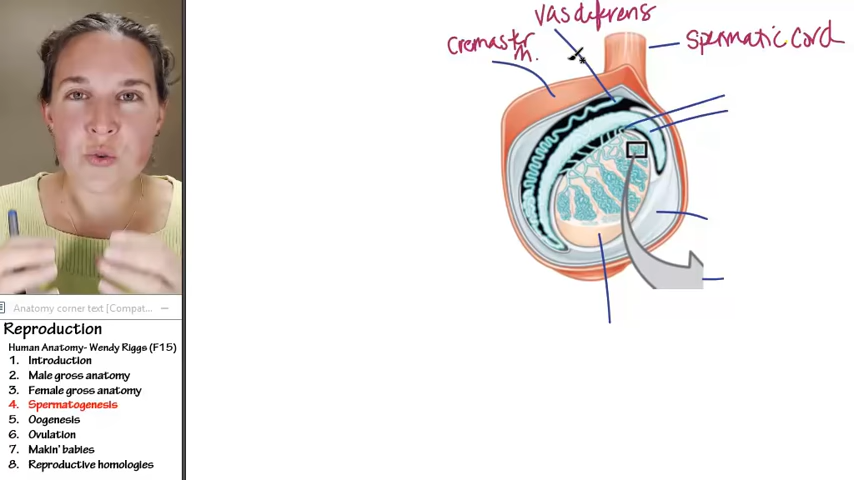 vas deferens
Cremaster
m.
Spermatic Cord
Anatomy corner text [Compat...
Reproduction
Human Anatomy- Wendy Riggs (F15)
1. Introduction
2. Male gross anatomy
3. Female gross anatomy
4. Spermatogenesis
5. Oogenesis
6. Ovulation
7. Makin' babies
8. Reproductive homologies